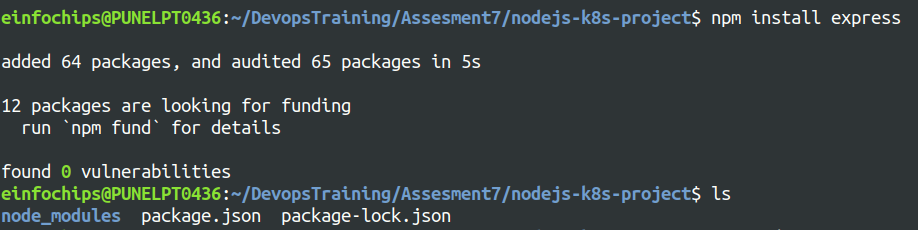 einfochips@PUNELPT0436:~/DevopsTraining/Assesment7/nodejs-k8s-project$ npm install express
added 64 packages, and audited 65 packages in 5s
12 packages are looking for funding
  run `npm fund` for details
found 0 vulnerabilities
einfochips@PUNELPT0436:~/DevopsTraining/Assesment7/nodejs-k8s-project$ ls
node_modules  package.json  package-lock.json